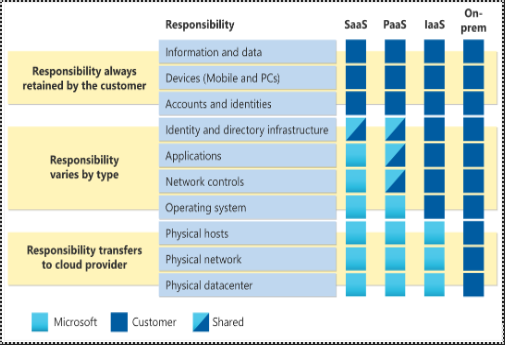 Responsibility SaaS PaaS IaaS On-
prem
Information and data
Responsibility always
retained by the customer
Devices (Mobile and PCs)
Accounts and identities
Responsibility
varies by type
Identity and directory infrastructure
Applications
Network controls
Operating system
Responsibility transfers
to cloud provider
Physical hosts
Physical network
Physical datacenter
Microsoft Customer Shared